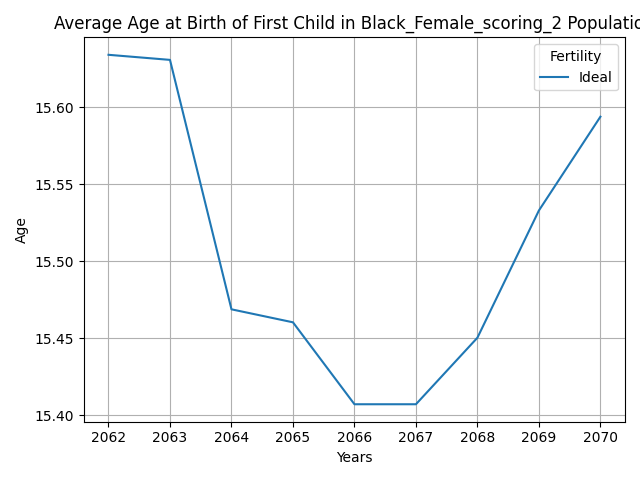 Average Age at Birth of First Child in Black_Female_scoring_2 Populatio
Fertility
Ideal
15.60
15.55
15.50
15.45
15.40
Age
2062 2063 2064 2065 2066 2067 2068 2069 2070
Years